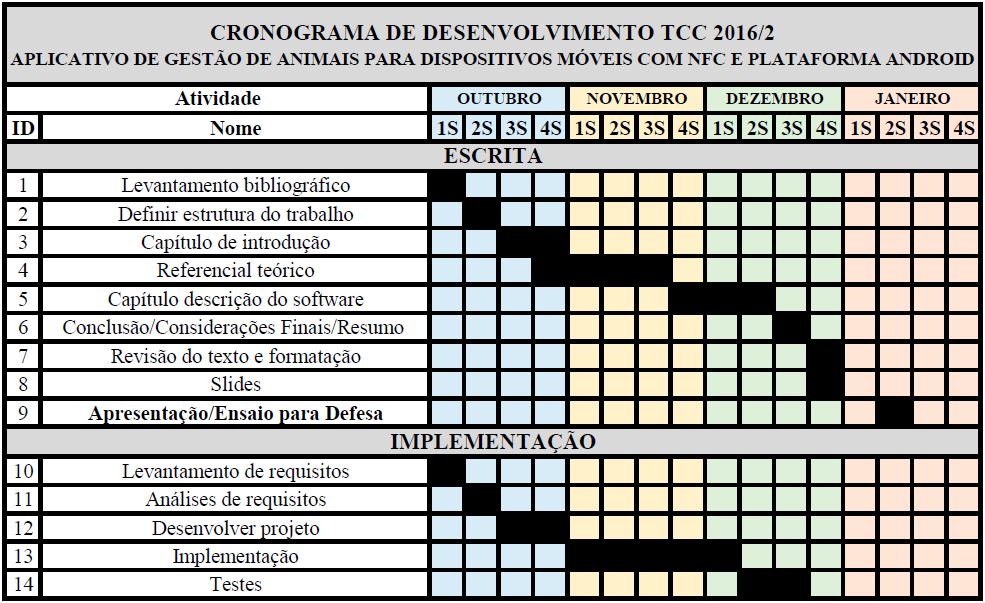 CRONOGRAMA DE DESENVOLVIMENTO TCC 2016/2
APLICATIVO DE GESTÃO DE ANIMAIS PARA DISPOSITIVOS MÓVEIS COM NFC E PLATAFORMA ANDROID
Atividade OUTUBRO NOVEMBRO DEZEMBRO JANEIRO
ID Nome 1S 2S 3S 4S 1S 2S 3S 4S 1S 2S 3S 4S 1S 2S 3S 4S
ESCRITA
1 Levantamento bibliográfico
2 Definir estrutura do trabalho
3 Capítulo de introdução
4 Referencial teórico
5 Capítulo descrição do software
6 Conclusão/Considerações Finais/Resumo
7 Revisão do texto e formatação
8 Slides
9 Apresentação/Ensaio para Defesa
IMPLEMENTAÇÃO
10 Levantamento de requisitos
11 Análises de requisitos
12 Desenvolver projeto
13 Implementação
14 Testes